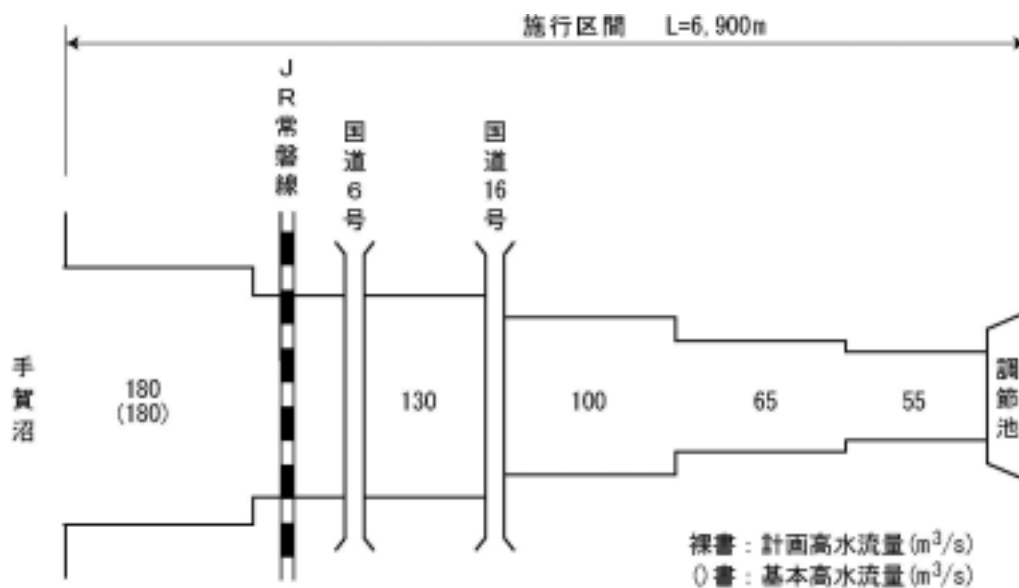 施行区間 L=6,900m
JR常磐線
国道6号
国道16号
手賀沼
180
(180)
130
100
65
55
調節池
裸書：計画高水流量(m³/s)
()書：基本高水流量(m³/s)